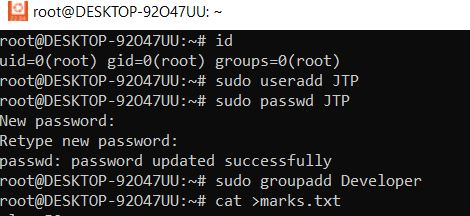 root@DESKTOP-92O47UU: ~
root@DESKTOP-92O47UU:~# id
uid=0(root) gid=0(root) groups=0(root)
root@DESKTOP-92O47UU:~# sudo useradd JTP
root@DESKTOP-92O47UU:~# sudo passwd JTP
New password:
Retype new password:
passwd: password updated successfully
root@DESKTOP-92O47UU:~# sudo groupadd Developer
root@DESKTOP-92O47UU:~# cat >marks.txt